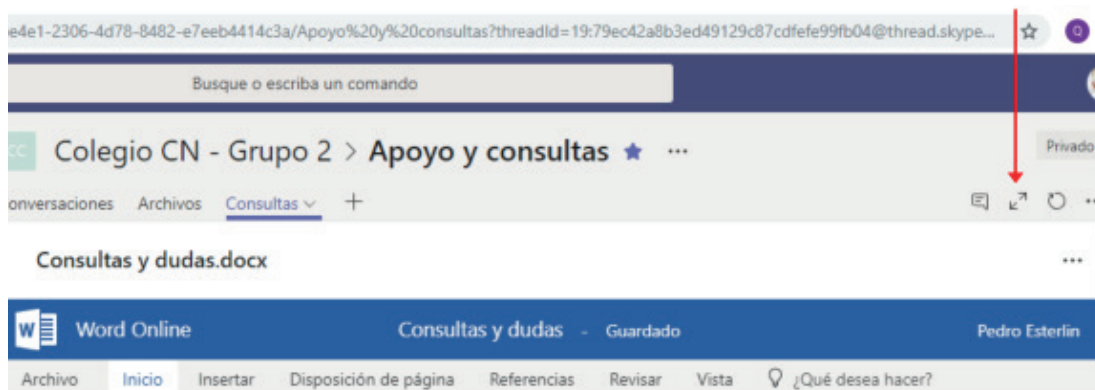 e4e1-2306-4d78-8482-e7eeb4414c3a/Apoyo%20y%20consultas?threadId=19:79ec42a8b3ed49129c87cdfefe99fb04@thread.skype...
Q
Busque o escriba un comando
CC
Colegio CN - Grupo 2 > Apoyo y consultas ★ ...
Privado
onversaciones Archivos Consultas +
Consultas y dudas.docx
...
W Word Online Consultas y dudas - Guardado Pedro Esterlin
Archivo Inicio Insertar Disposición de página Referencias Revisar Vista ¿Qué desea hacer?